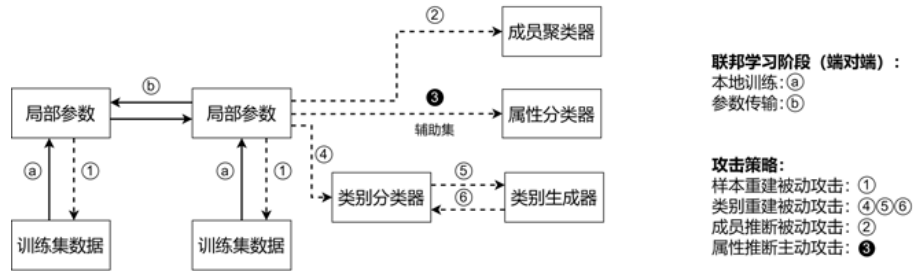 ②
成员聚类器
ⓑ
局部参数
局部参数
❸
辅助集
属性分类器
ⓐ
①
ⓐ
①
④
类别分类器
⑤
⑥
类别生成器
训练集数据
训练集数据
联邦学习阶段（端对端）：
本地训练:ⓐ
参数传输:ⓑ
攻击策略：
样本重建被动攻击：①
类别重建被动攻击：④⑤⑥
成员推断被动攻击：②
属性推断主动攻击：❸